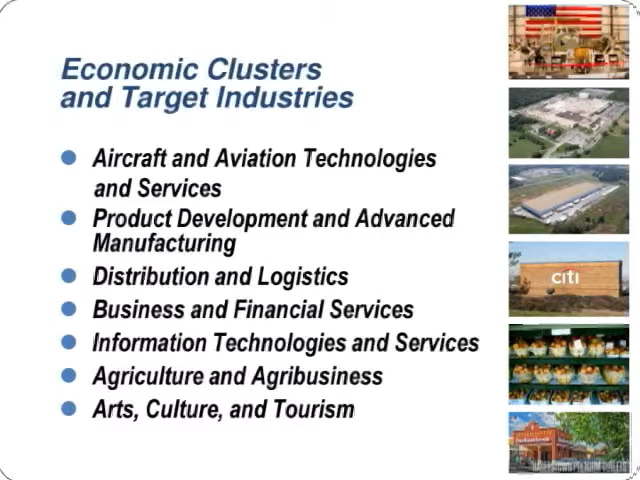 Economic Clusters
and Target Industries
Aircraft and Aviation Technologies
and Services
Product Development and Advanced
Manufacturing
Distribution and Logistics
Business and Financial Services
Information Technologies and Services
Agriculture and Agribusiness
Arts, Culture, and Tourism
citi